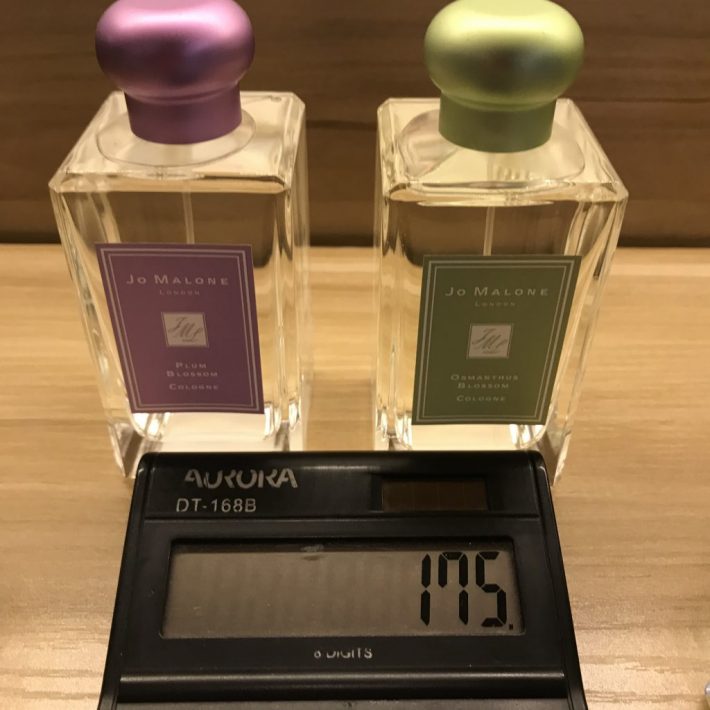 Jo Malone
London
Plum
Blossom
Cologne
Jo Malone
London
Osmanthus
Blossom
Cologne
AURORA
DT-168B
175.
8 DIGITS